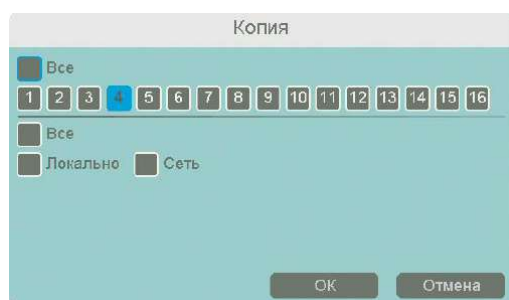 Копия
Все
1 2 3 4 5 6 7 8 9 10 11 12 13 14 15 16
Все
Локально Сеть
ОК Отмена